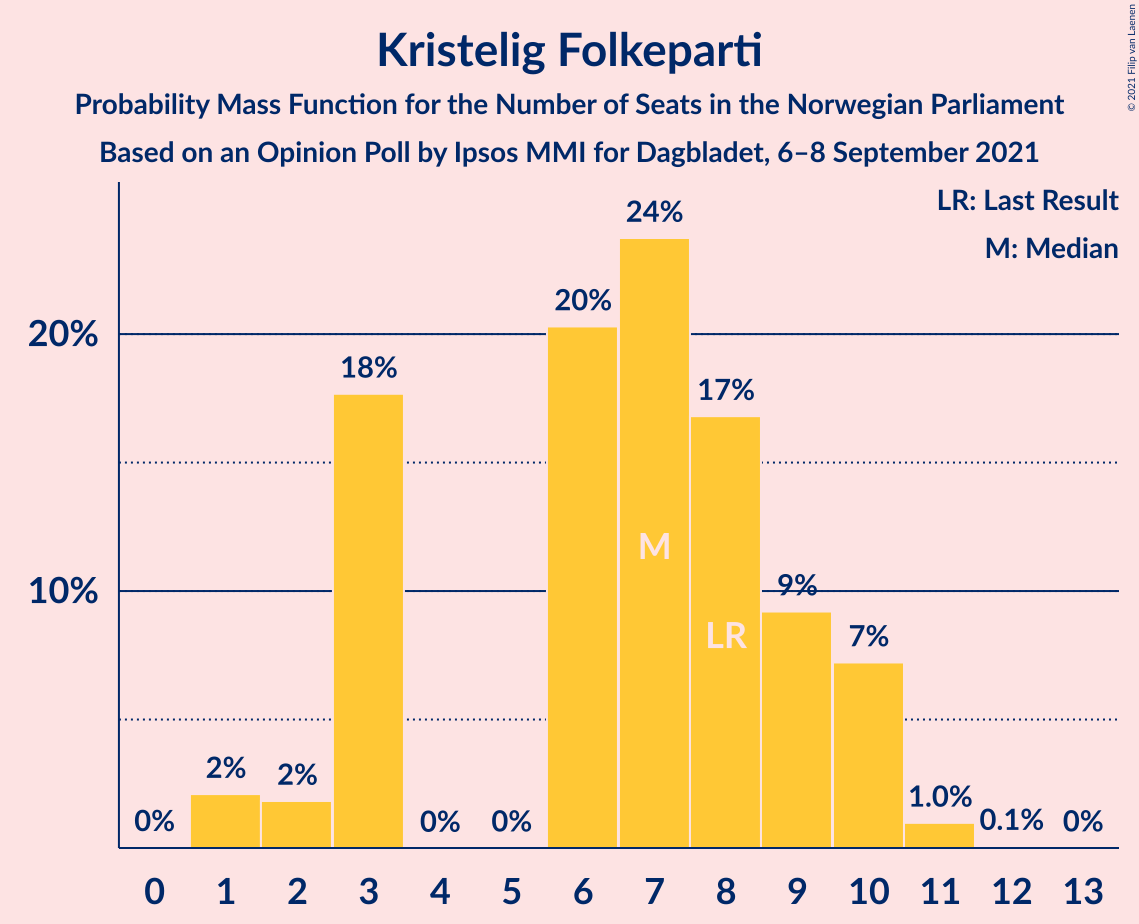 Kristelig Folkeparti
Probability Mass Function for the Number of Seats in the Norwegian Parliament
Based on an Opinion Poll by Ipsos MMI for Dagbladet, 6–8 September 2021
© 2021 Filip van Laenen
LR: Last Result
M: Median
20%
10%
0%
2%
2%
18%
0%
0%
20%
24%
17%
9%
7%
1.0%
0.1%
0%
M
LR
0 1 2 3 4 5 6 7 8 9 10 11 12 13